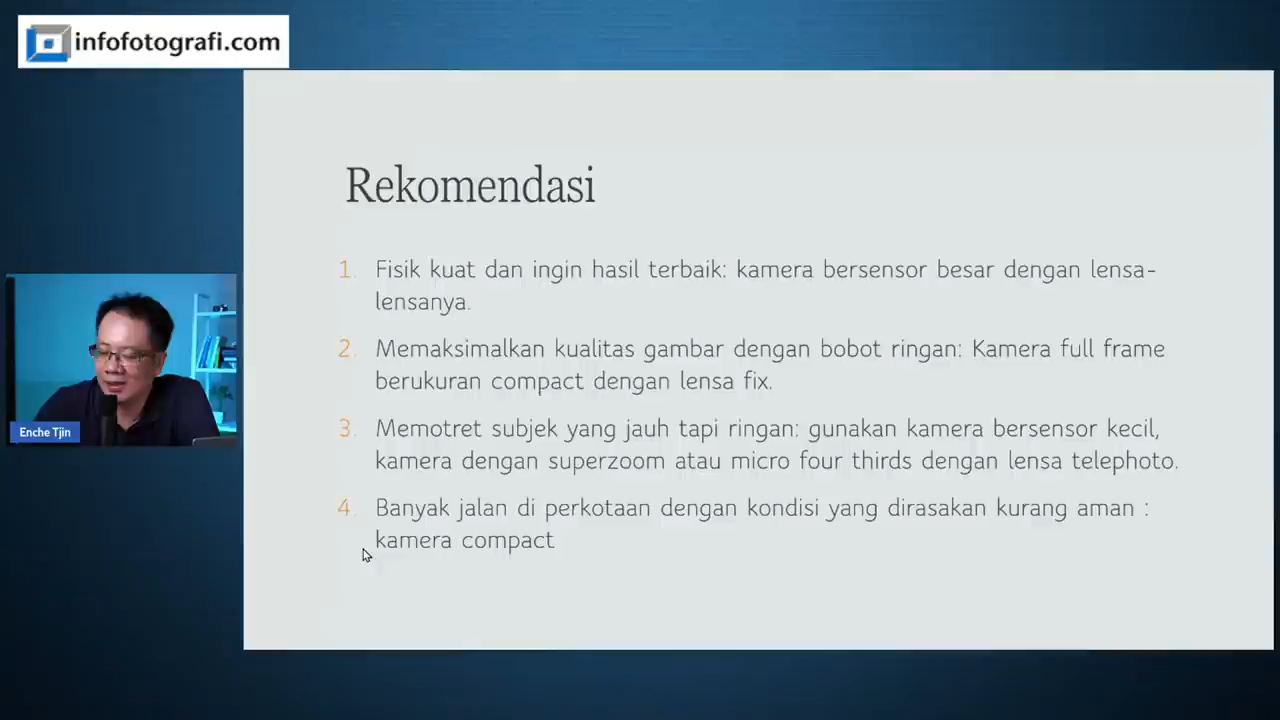 infofotografi.com
Rekomendasi
1. Fisik kuat dan ingin hasil terbaik: kamera bersensor besar dengan lensa-
lensanya.
2. Memaksimalkan kualitas gambar dengan bobot ringan: Kamera full frame
berukuran compact dengan lensa fix.
3. Memotret subjek yang jauh tapi ringan: gunakan kamera bersensor kecil,
kamera dengan superzoom atau micro four thirds dengan lensa telephoto.
4. Banyak jalan di perkotaan dengan kondisi yang dirasakan kurang aman :
kamera compact
Enche Tjin